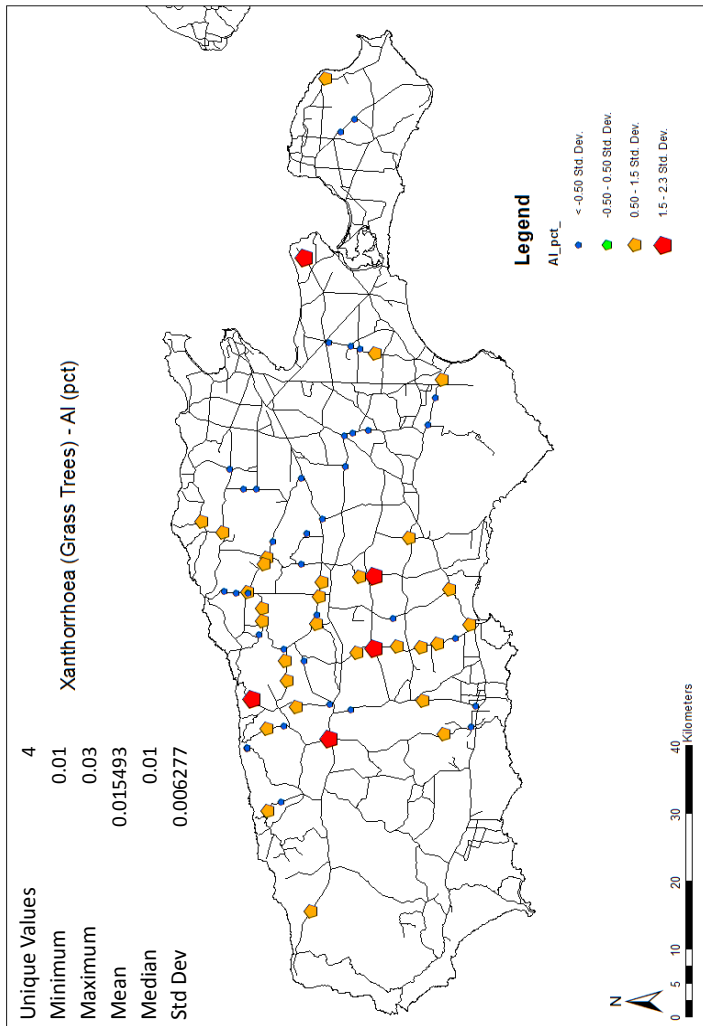 Xanthorrhoea (Grass Trees) - Al (pct)
Unique Values 4
Minimum 0.01
Maximum 0.03
Mean 0.015493
Median 0.01
Std Dev 0.006277
Legend
Al_pct_
< -0.50 Std. Dev.
-0.50 - 0.50 Std. Dev.
0.50 - 1.5 Std. Dev.
1.5 - 2.3 Std. Dev.
N
0 5 10 20 30 40
Kilometers